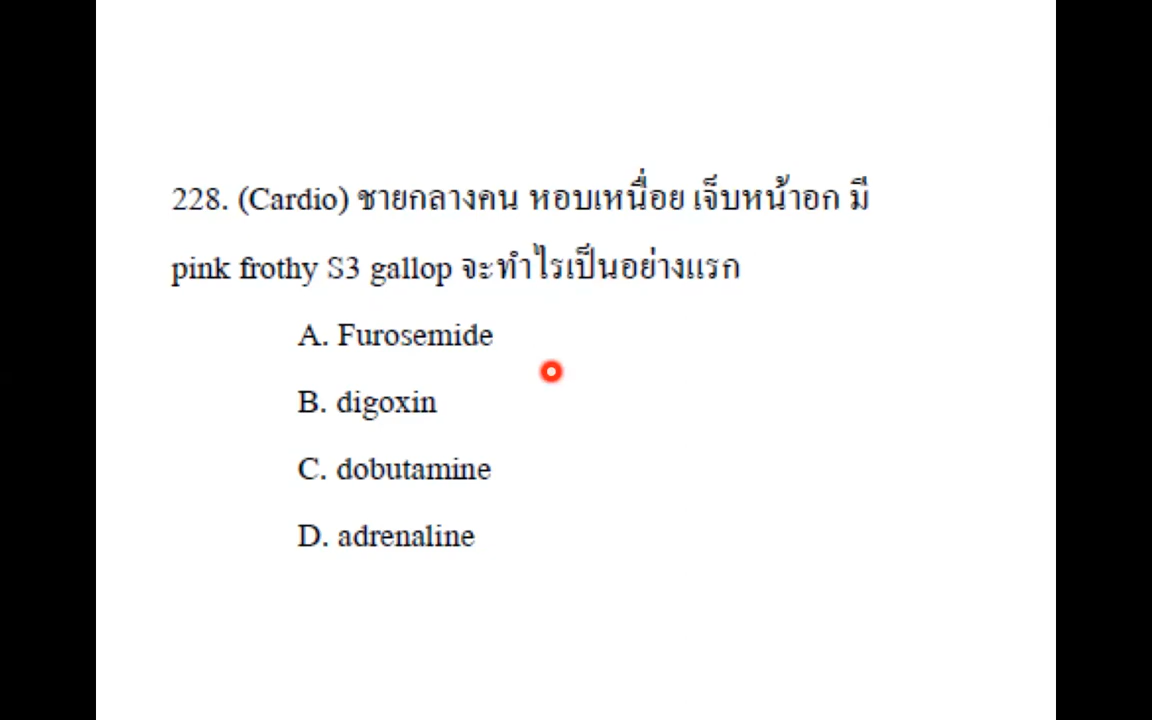 228. (Cardio) ชายกลางคน หอบเหนื่อย เจ็บหน้าอก มี
pink frothy S3 gallop จะทำไรเป็นอย่างแรก
A. Furosemide
B. digoxin
C. dobutamine
D. adrenaline